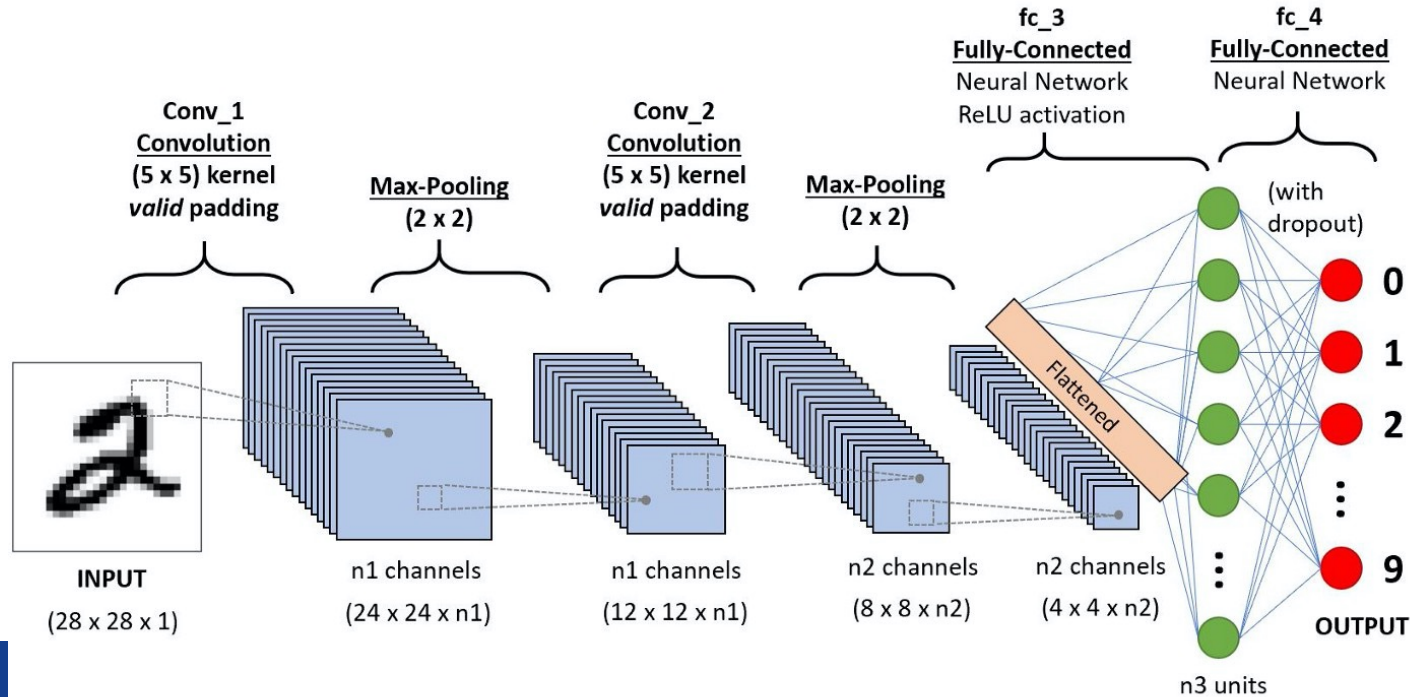 fc_3
Fully-Connected
Neural Network
ReLU activation
fc_4
Fully-Connected
Neural Network
Conv_1
Convolution
(5 x 5) kernel
valid padding
Max-Pooling
(2 x 2)
Conv_2
Convolution
(5 x 5) kernel
valid padding
Max-Pooling
(2 x 2)
(with
dropout)
Flattened
0
1
2
9
OUTPUT
2
INPUT
(28 x 28 x 1)
n1 channels
(24 x 24 x n1)
n1 channels
(12 x 12 x n1)
n2 channels
(8 x 8 x n2)
n2 channels
(4 x 4 x n2)
n3 units